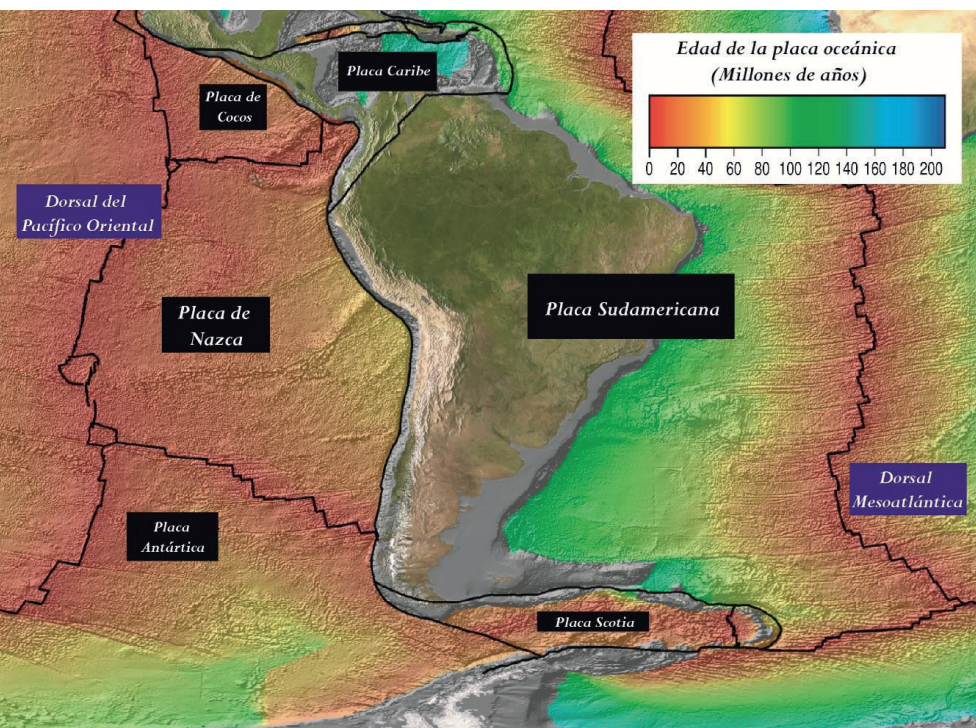 Edad de la placa oceánica
(Millones de años)
0 20 40 60 80 100 120 140 160 180 200
Placa Caribe
Placa de
Cocos
Dorsal del
Pacífico Oriental
Placa de
Nazca
Placa Sudamericana
Dorsal
Mesoatlántica
Placa
Antártica
Placa Scotia